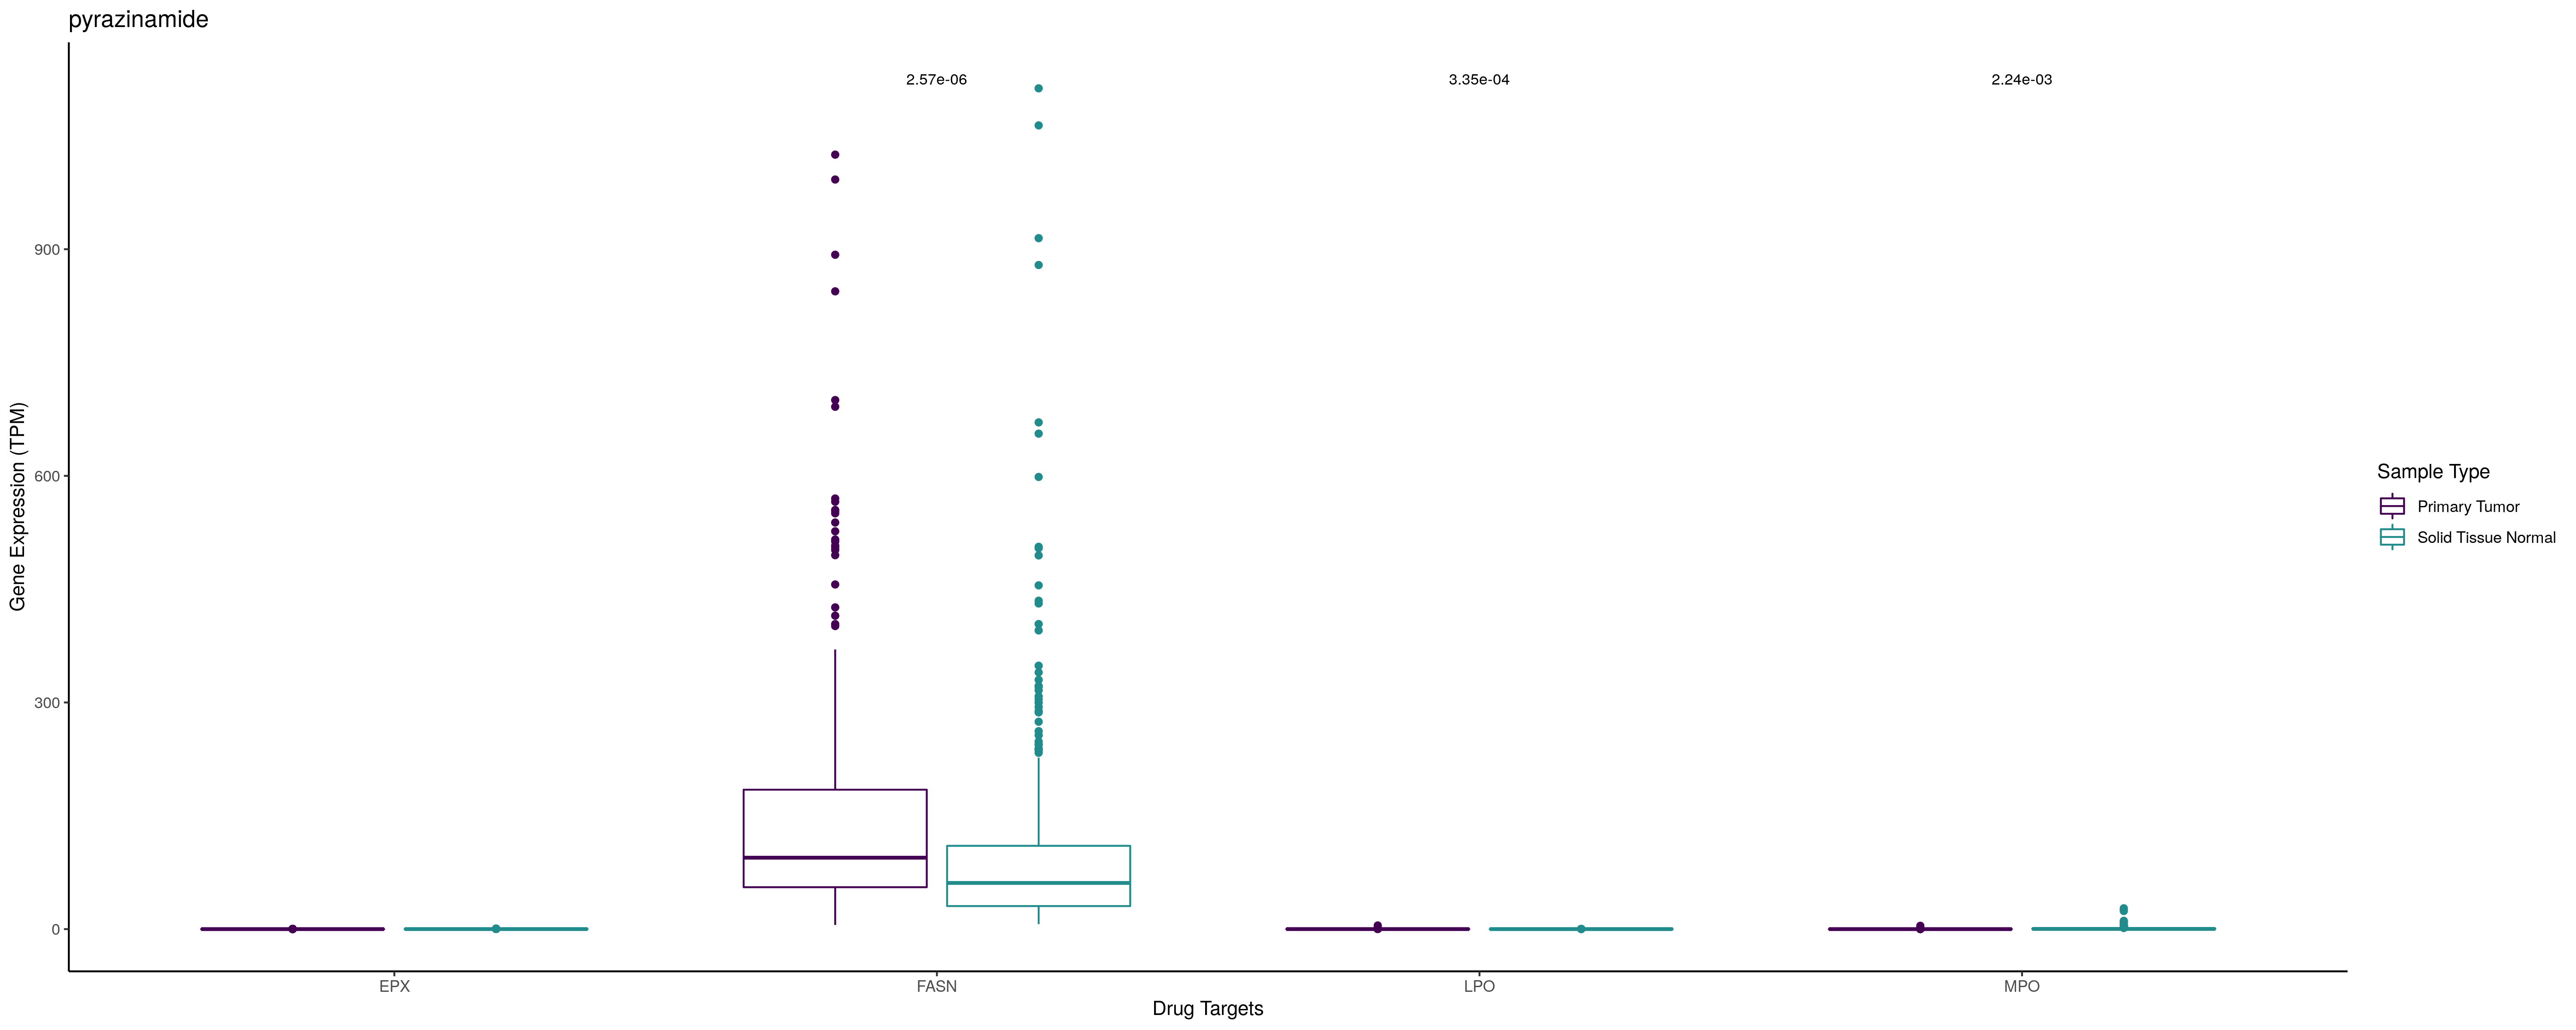 pyrazinamide
2.57e-06
3.35e-04
2.24e-03
900
600
300
0
Gene Expression (TPM)
EPX
FASN
LPO
MPO
Drug Targets
Sample Type
Primary Tumor
Solid Tissue Normal